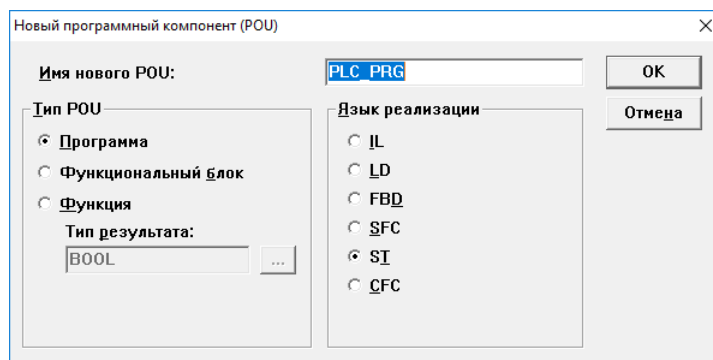 Новый программный компонент (POU)
Имя нового POU:
PLC_PRG
OK
Отмена
Тип POU
Программа
Функциональный блок
Функция
Тип результата:
BOOL
...
Язык реализации
IL
LD
FBD
SFC
ST
CFC